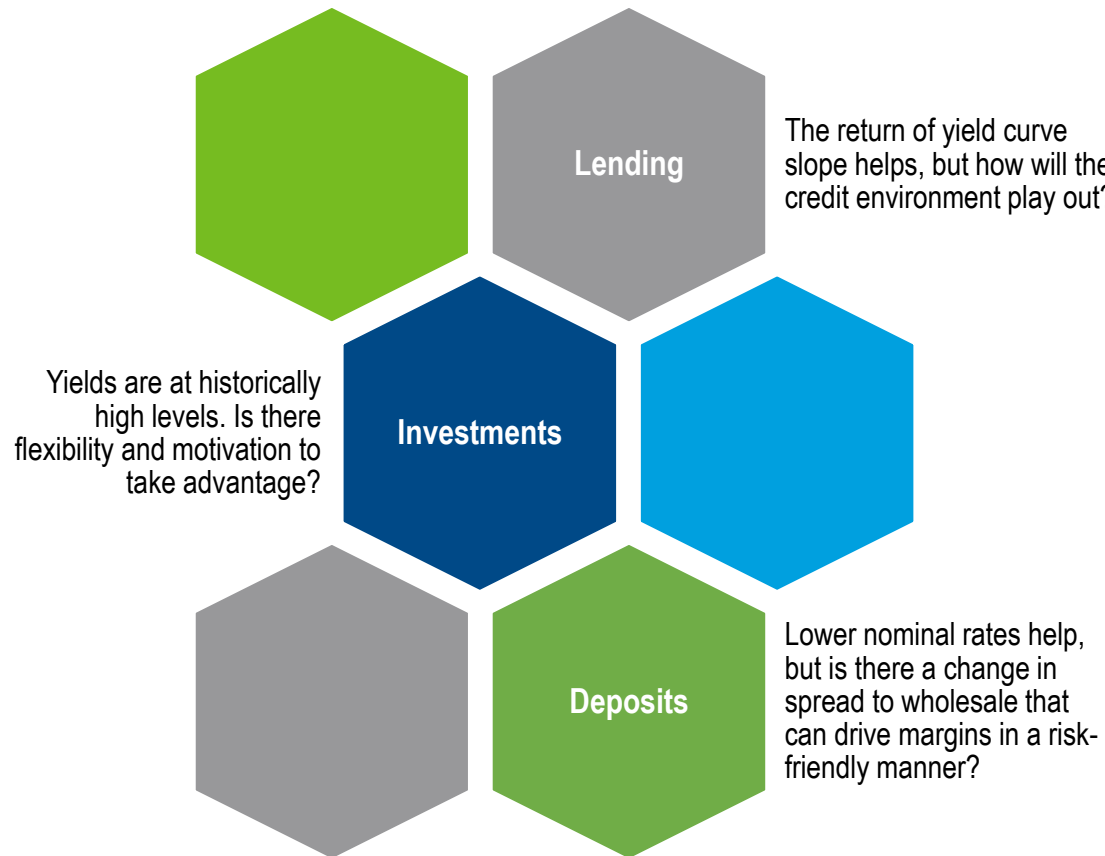 Lending
The return of yield curve
slope helps, but how will the
credit environment play out?
Yields are at historically
high levels. Is there
flexibility and motivation to
take advantage?
Investments
Deposits
Lower nominal rates help,
but is there a change in
spread to wholesale that
can drive margins in a risk-
friendly manner?